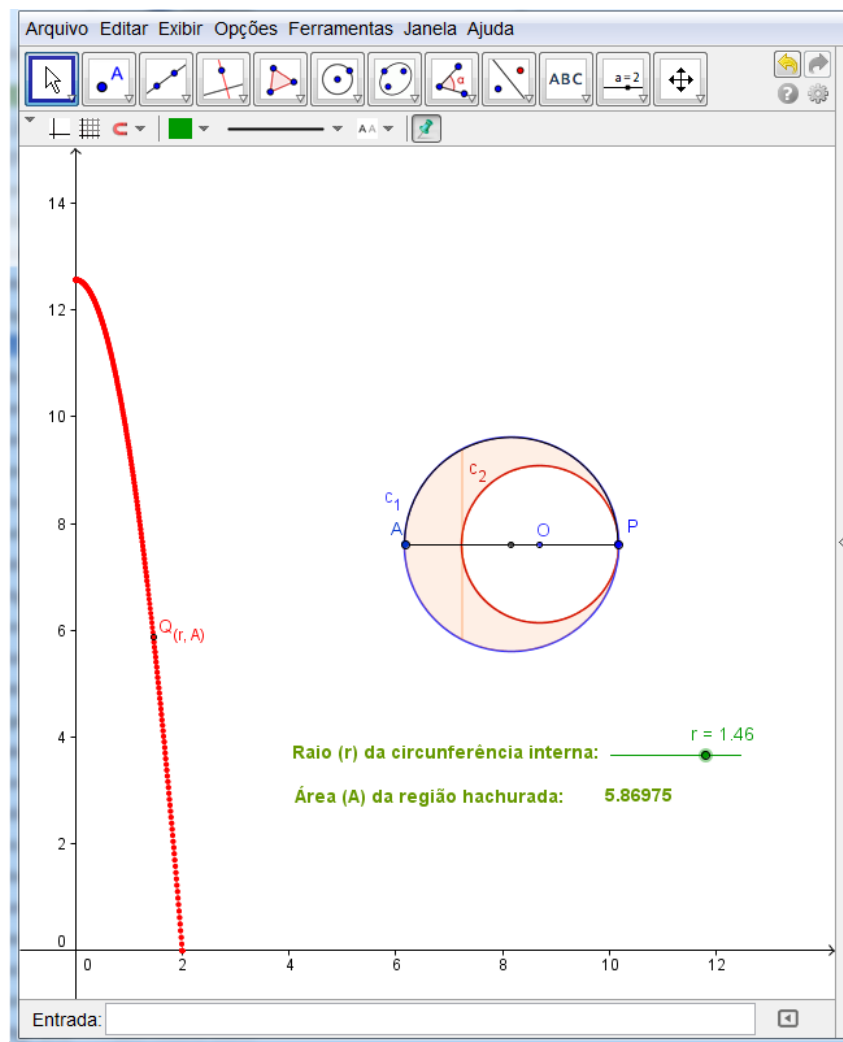 Arquivo Editar Exibir Opções Ferramentas Janela Ajuda
A α ABC a=2
A A
14
12
10
8
6
4
2
0
c1
c2
A
O
P
Q(r, A)
r = 1.46
Raio (r) da circunferência interna:
Área (A) da região hachurada: 5.86975
0 2 4 6 8 10 12
Entrada: